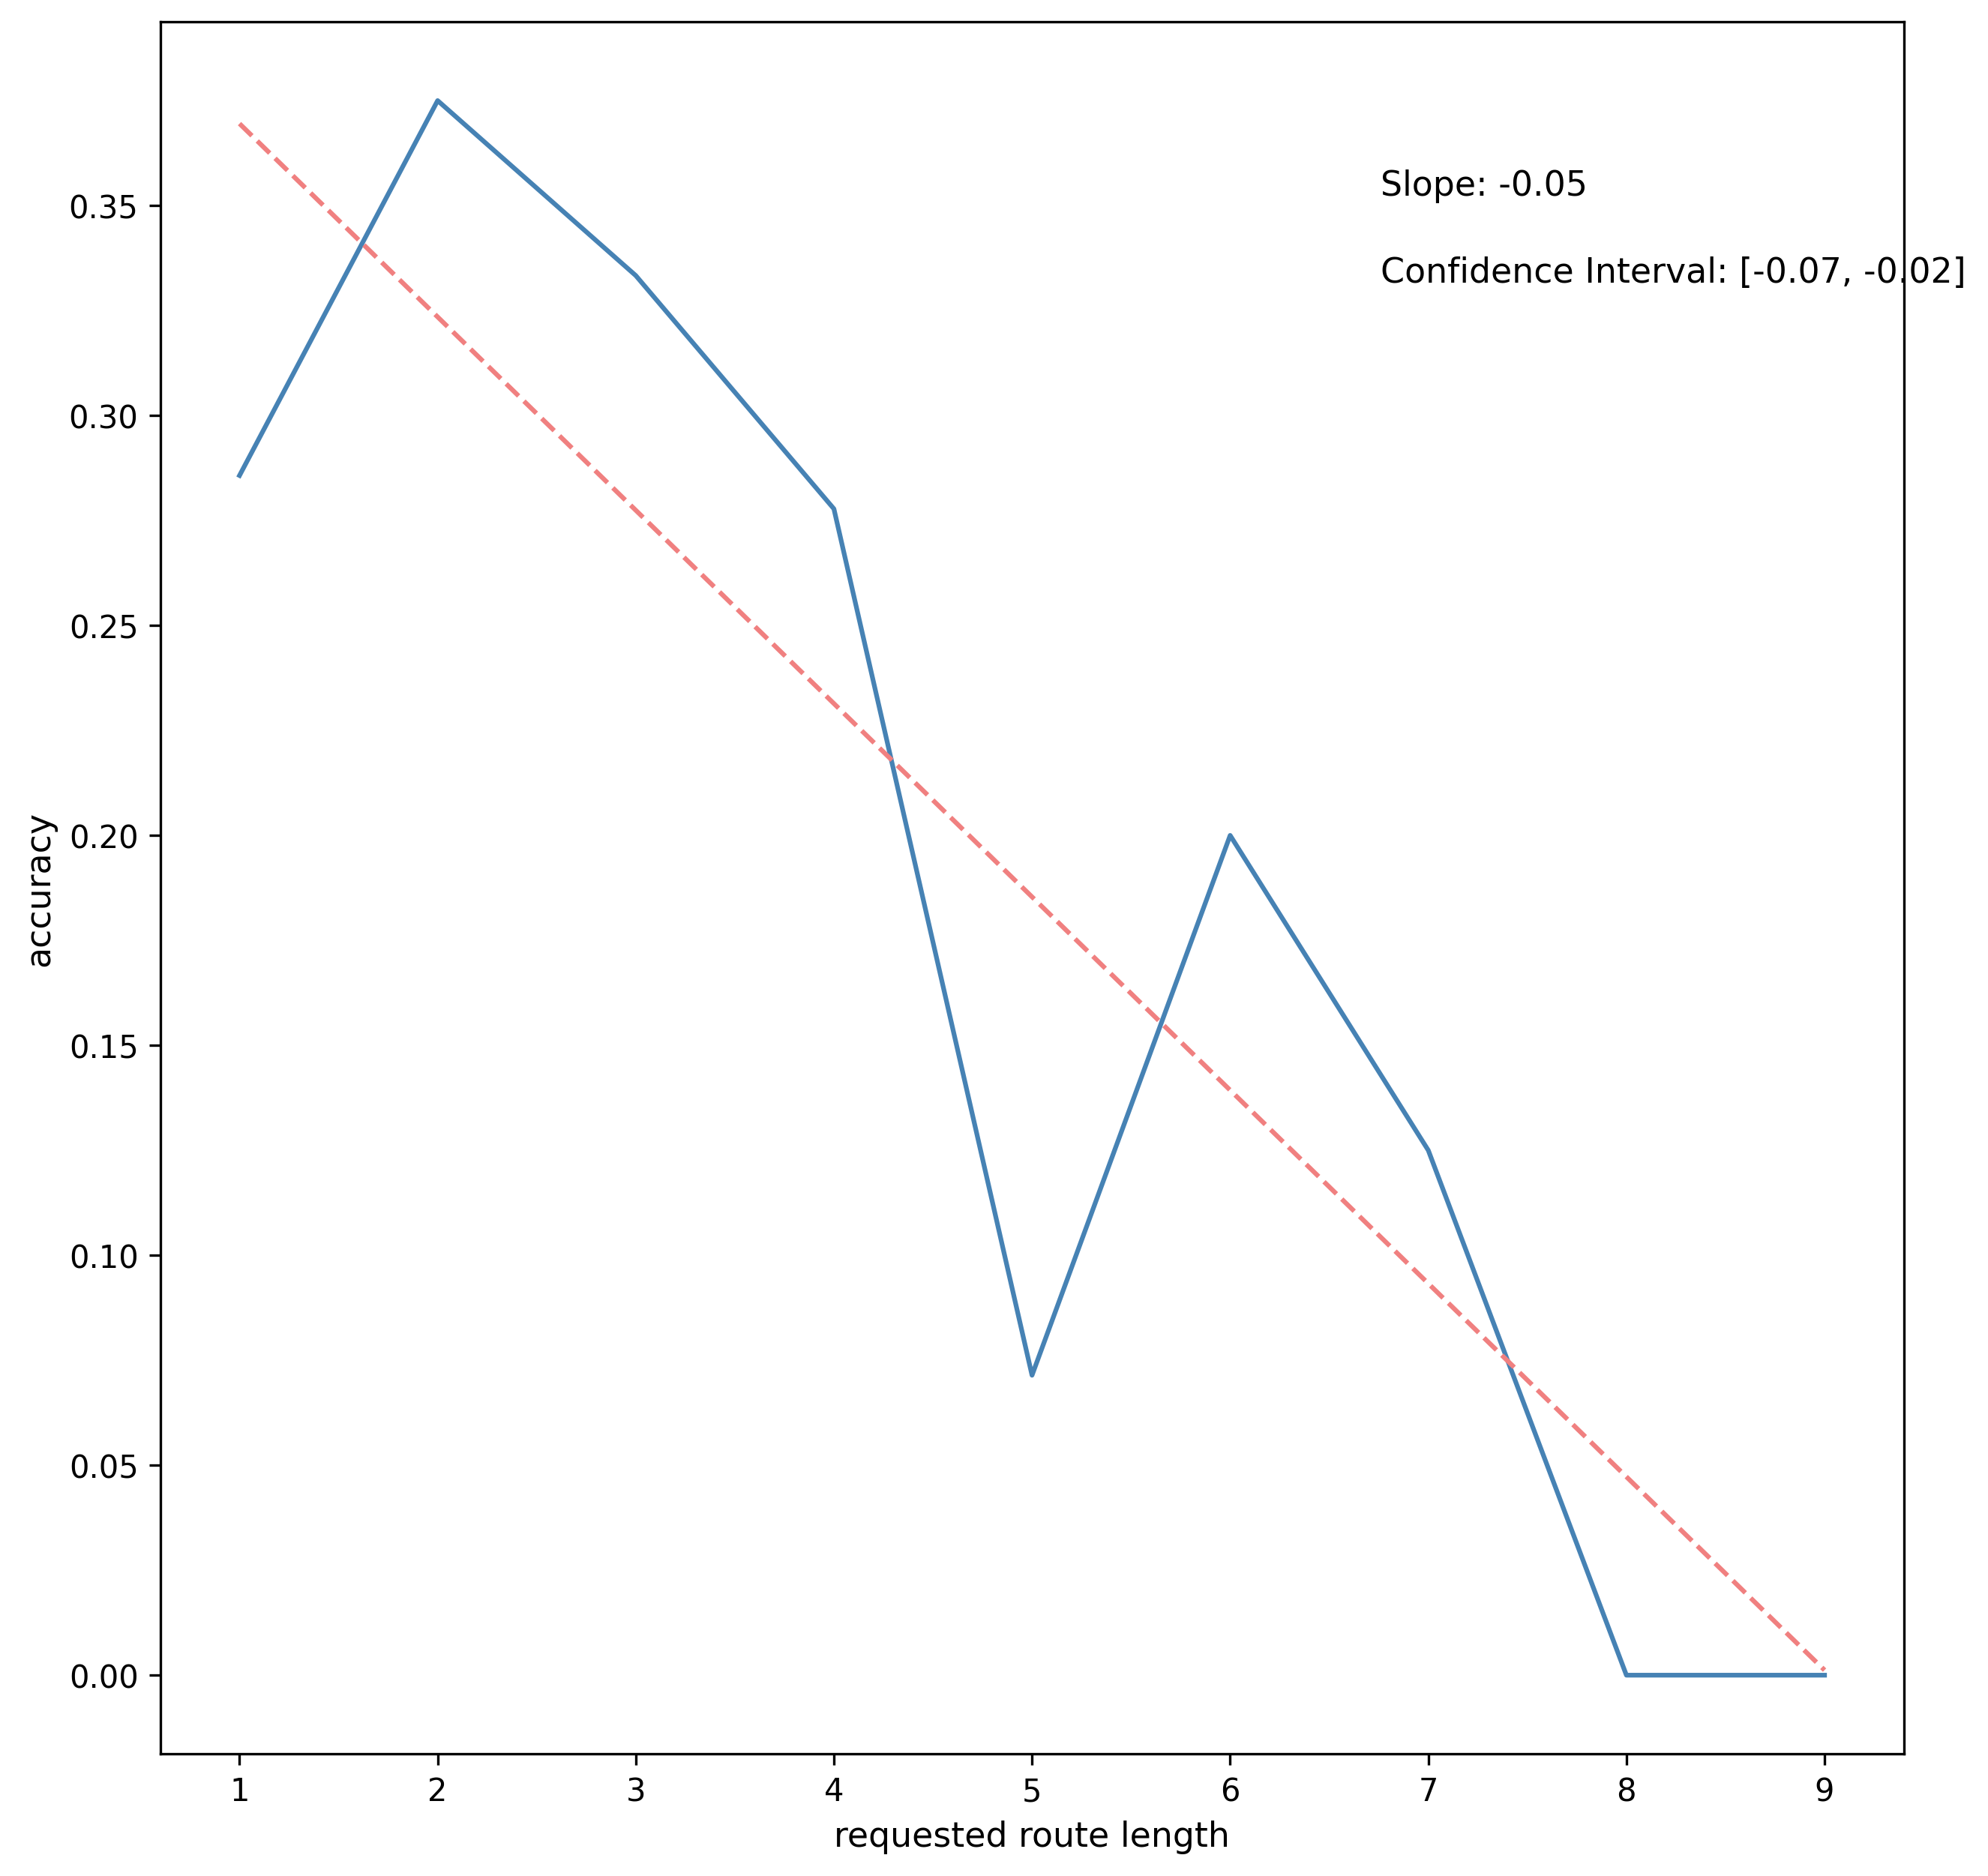 Slope: -0.05
Confidence Interval: [-0.07, -0.02]
0.35
0.30
0.25
0.20
0.15
0.10
0.05
0.00
accuracy
1 2 3 4 5 6 7 8 9
requested route length